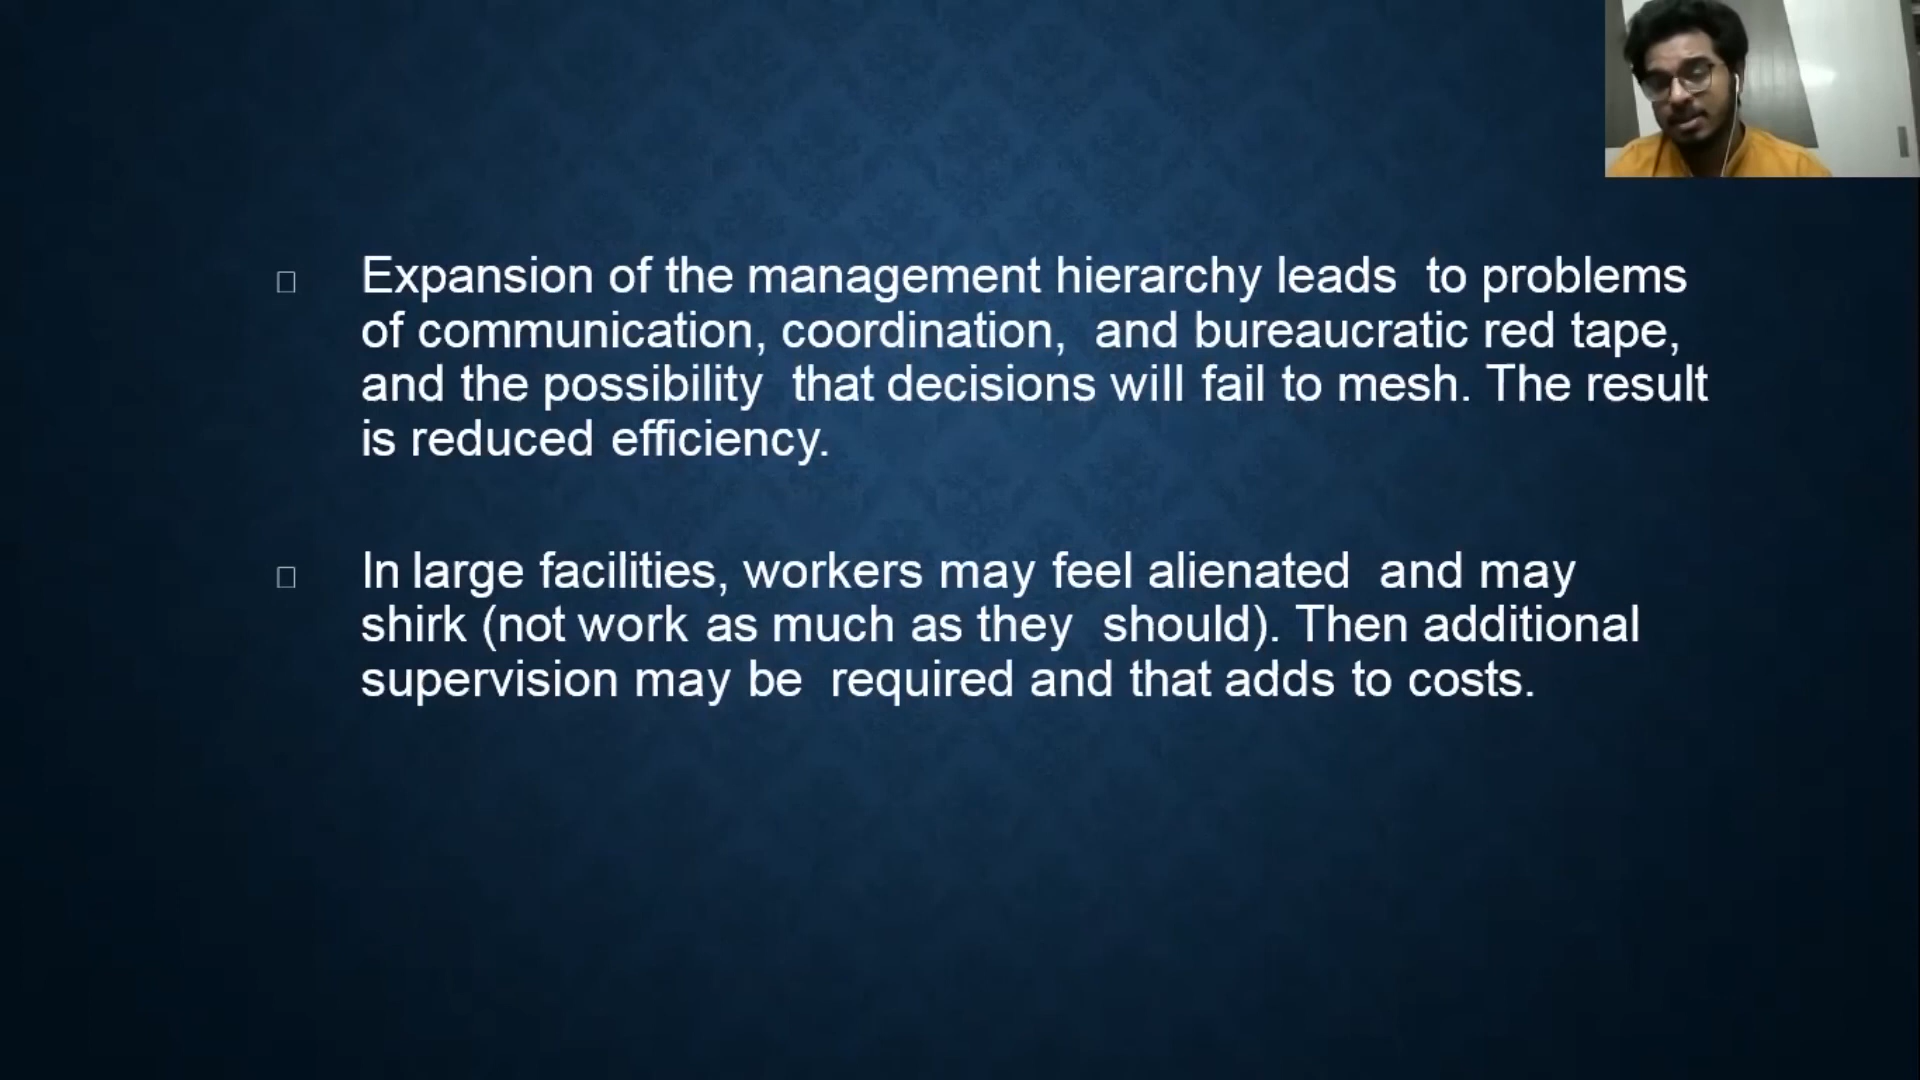 Expansion of the management hierarchy leads to problems
of communication, coordination, and bureaucratic red tape,
and the possibility that decisions will fail to mesh. The result
is reduced efficiency.
In large facilities, workers may feel alienated and may
shirk (not work as much as they should). Then additional
supervision may be required and that adds to costs.